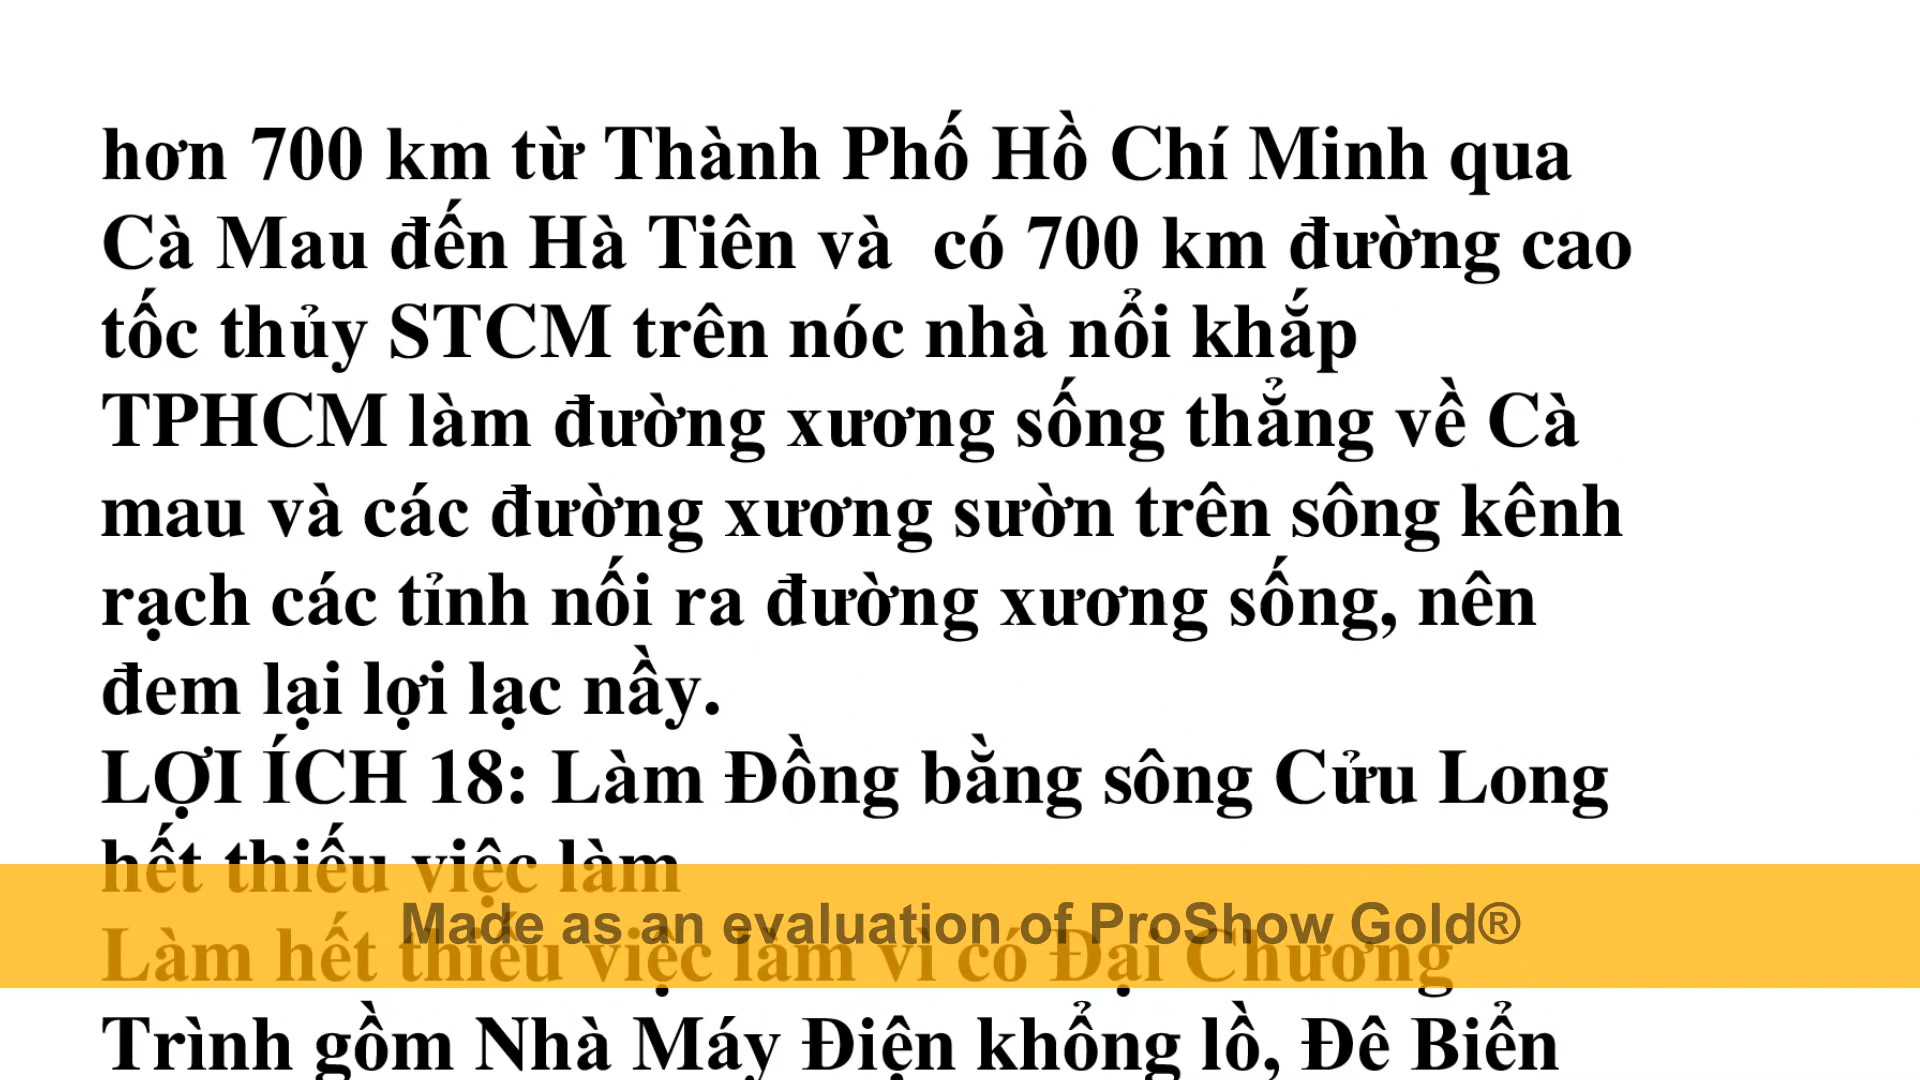 hơn 700 km từ Thành Phố Hồ Chí Minh qua
Cà Mau đến Hà Tiên và  có 700 km đường cao
tốc thủy STCM trên nóc nhà nổi khắp
TPHCM làm đường xương sống thẳng về Cà
mau và các đường xương sườn trên sông kênh
rạch các tỉnh nối ra đường xương sống, nên
đem lại lợi lạc nầy.
LỢI ÍCH 18: Làm Đồng bằng sông Cửu Long
hết thiếu việc làm
Made as an evaluation of ProShow Gold®
Làm hết thiếu việc làm vì có Đại Chương
Trình gồm Nhà Máy Điện khổng lồ, Đê Biển